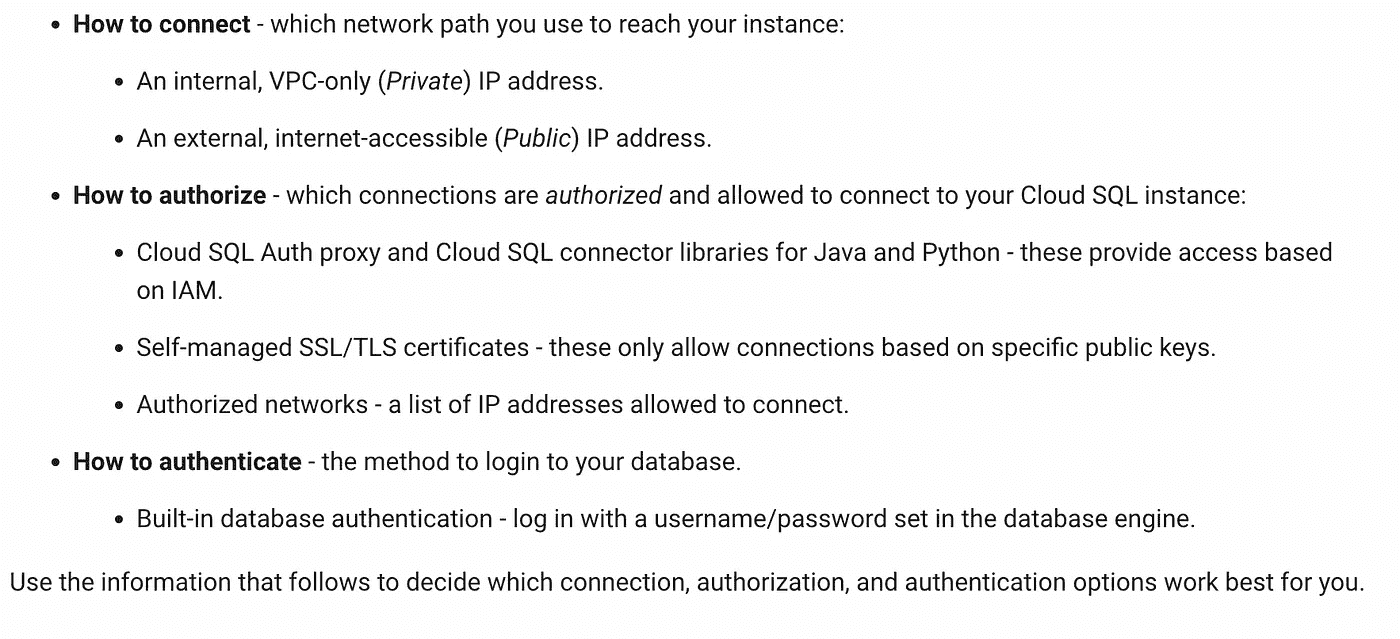 How to connect - which network path you use to reach your instance:
An internal, VPC-only (Private) IP address.
An external, internet-accessible (Public) IP address.
How to authorize - which connections are authorized and allowed to connect to your Cloud SQL instance:
Cloud SQL Auth proxy and Cloud SQL connector libraries for Java and Python - these provide access based
on IAM.
Self-managed SSL/TLS certificates - these only allow connections based on specific public keys.
Authorized networks - a list of IP addresses allowed to connect.
How to authenticate - the method to login to your database.
Built-in database authentication - log in with a username/password set in the database engine.
Use the information that follows to decide which connection, authorization, and authentication options work best for you.